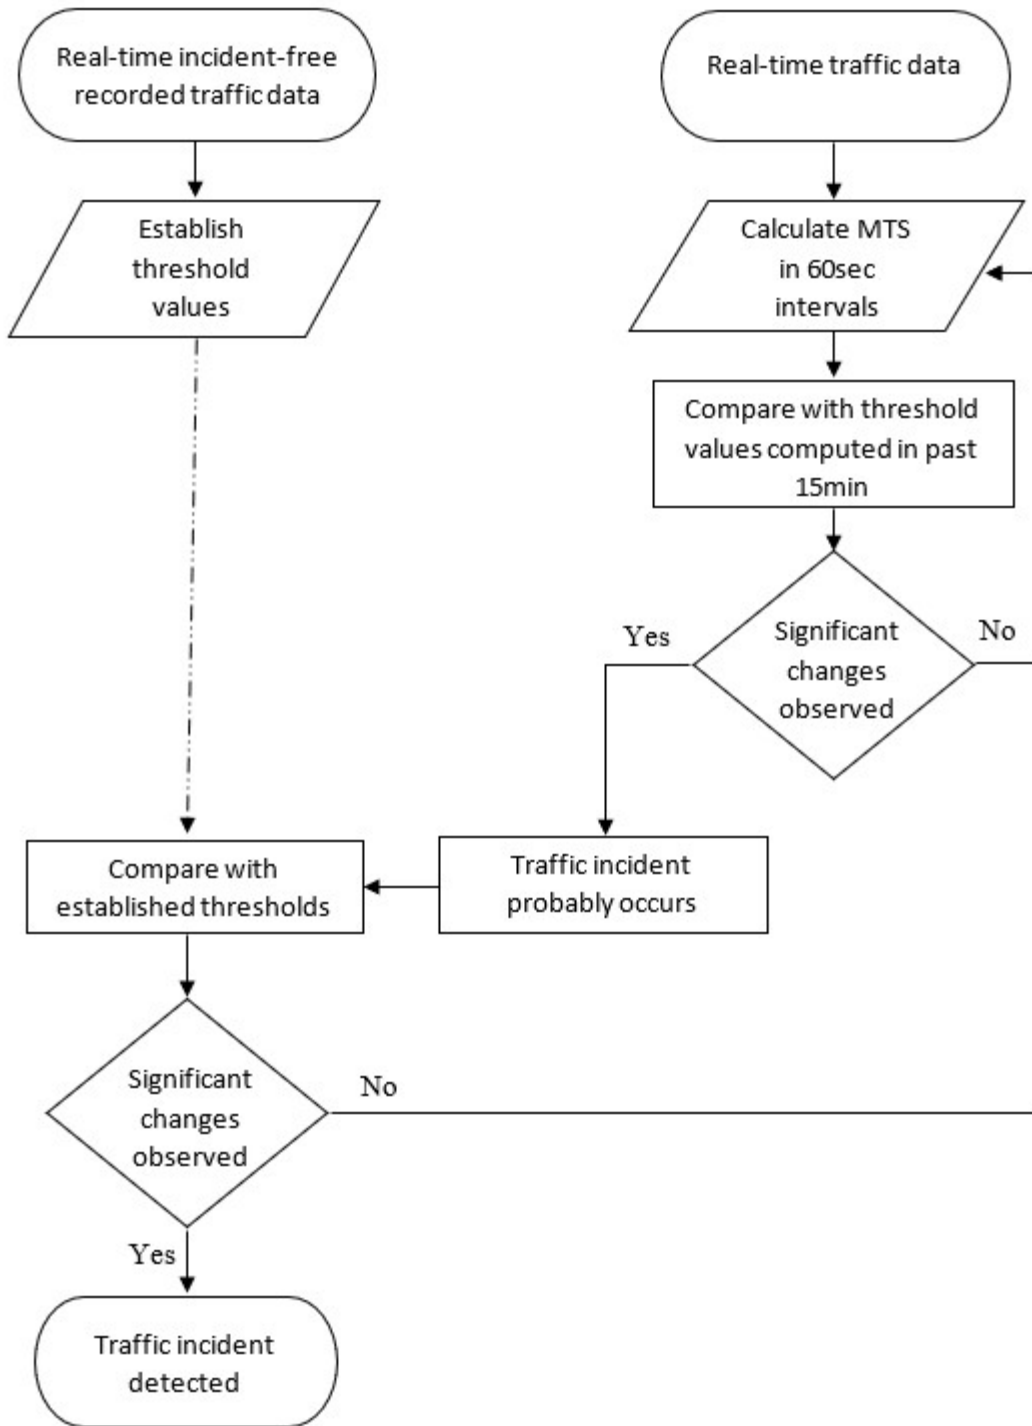 Real-time incident-free
recorded traffic data
Real-time traffic data
Establish
threshold
values
Calculate MTS
in 60sec
intervals
Compare with threshold
values computed in past
15min
Significant
changes
observed
Yes
No
Traffic incident
probably occurs
Compare with
established thresholds
Significant
changes
observed
No
Yes
Traffic incident
detected